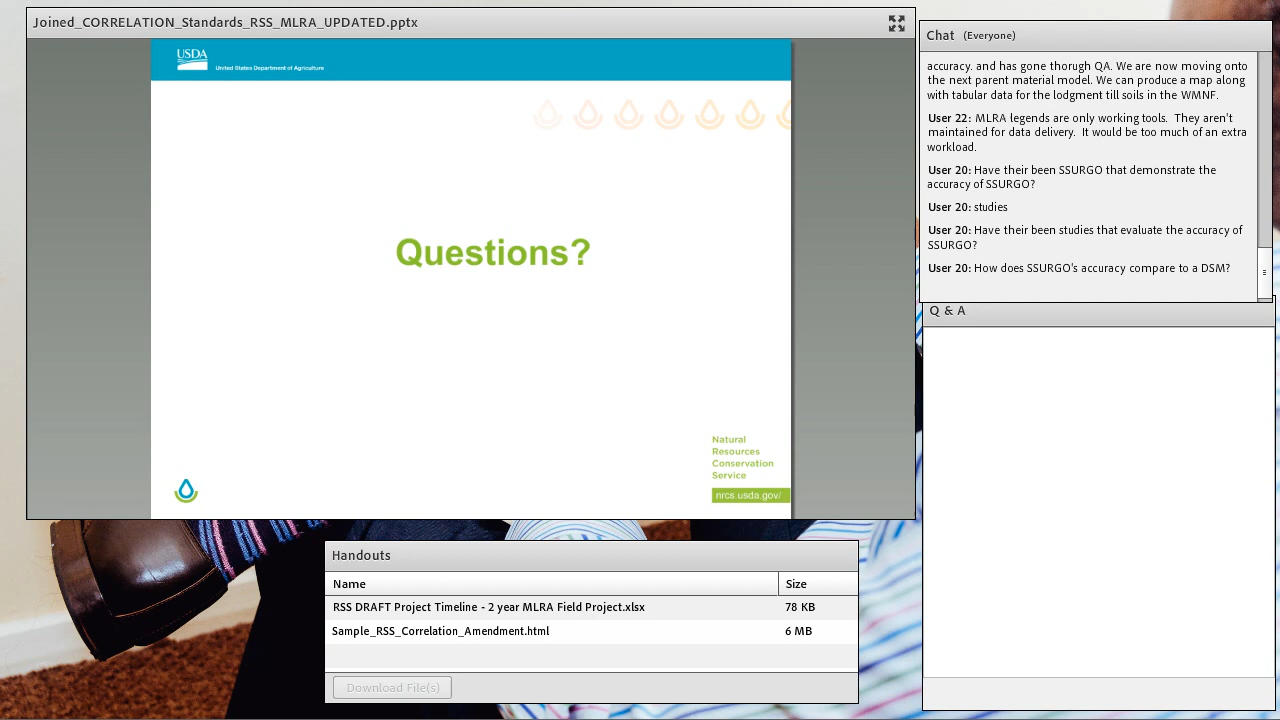 Joined_CORRELATION_Standards_RSS_MLRA_UPDATED.pptx
USDA
United States Department of Agriculture
Questions?
Natural
Resources
Conservation
Service
nrcs.usda.gov/
Chat (Everyone)
across and hard line though Q. We are now moving onto
the next parent material model. We can produce a map along
with tabular data for the lodgment till soils in the WMNF.
User 22: MLRA legends are only working tools. They aren't
maintained for data delivery. It would be too much of an extra
workload.
User 20: Have their been SSURGO that demonstrate the
accuracy of SSURGO?
User 20: studies
User 20: Have their been studies that evaluate the accuracy of
SSURGO?
User 20: How does SSURGO's accuracy compare to a DSM?
Q & A
Handouts
Name Size
RSS DRAFT Project Timeline - 2 year MLRA Field Project.xlsx 78 KB
Sample_RSS_Correlation_Amendment.html 6 MB
Download File(s)